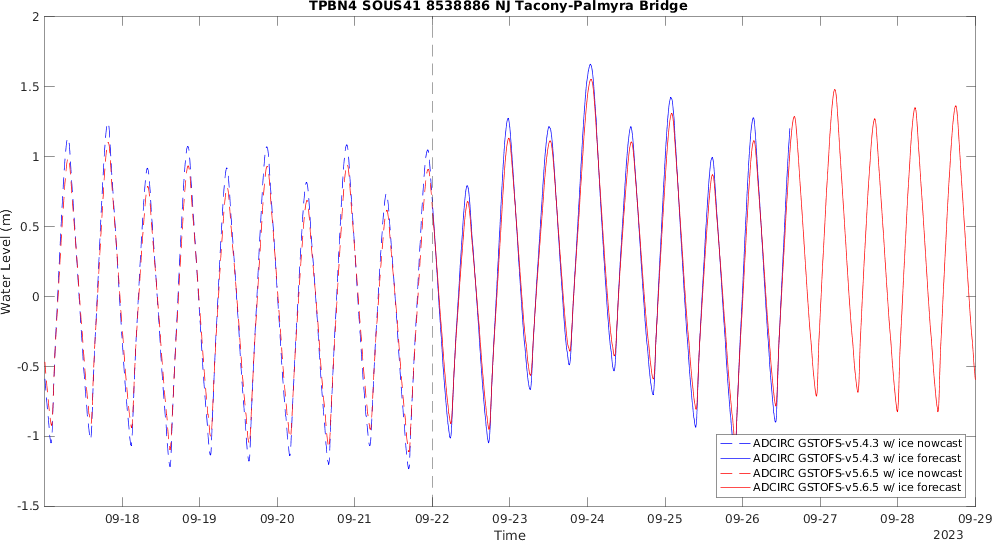 TPBN4 SOUS41 8538886 NJ Tacony-Palmyra Bridge
2
1.5
1
0.5
0
-0.5
-1
-1.5
Water Level (m)
ADCIRC GSTOFS-v5.4.3 w/ ice nowcast
ADCIRC GSTOFS-v5.4.3 w/ ice forecast
ADCIRC GSTOFS-v5.6.5 w/ ice nowcast
ADCIRC GSTOFS-v5.6.5 w/ ice forecast
09-18 09-19 09-20 09-21 09-22 09-23 09-24 09-25 09-26 09-27 09-28 09-29
Time
2023